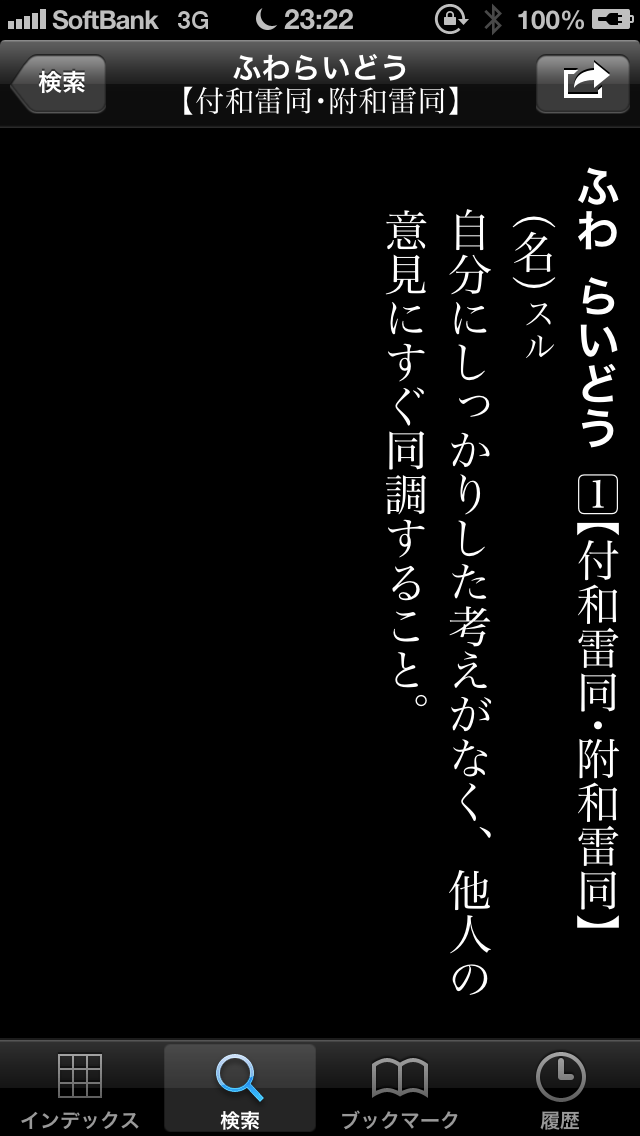 SoftBank 3G 23:22 100%
検索
ふわらいどう
【付和雷同・附和雷同】
ふわ らいどう 1【付和雷同・附和雷同】
(名)スル
自分にしっかりした考えがなく、他人の
意見にすぐ同調すること。
インデックス 検索 ブックマーク 履歴